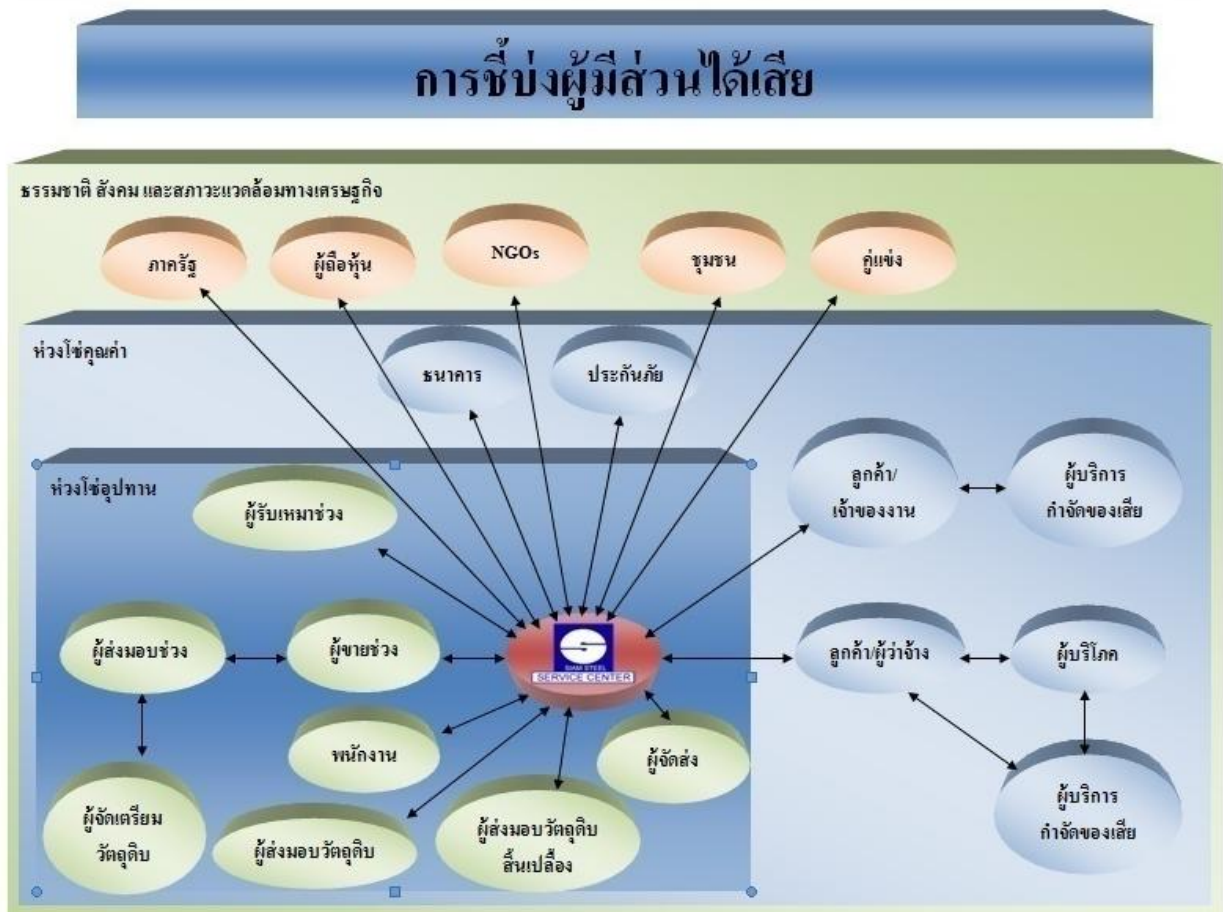 การชี้บ่งผู้มีส่วนได้เสีย
ธรรมชาติ สังคม และสภาวะแวดล้อมทางเศรษฐกิจ
ภาครัฐ
ผู้ถือหุ้น
NGOs
ชุมชน
คู่แข่ง
ห่วงโซ่คุณค่า
ธนาคาร
ประกันภัย
ลูกค้า/
เจ้าของงาน
ผู้บริการ
กำจัดของเสีย
ห่วงโซ่อุปทาน
ผู้รับเหมาช่วง
ผู้ส่งมอบช่วง
ผู้ขายช่วง
SIAM STEEL
SERVICE CENTER
ลูกค้า/ผู้ว่าจ้าง
ผู้บริโภค
พนักงาน
ผู้จัดส่ง
ผู้จัดเตรียม
วัตถุดิบ
ผู้ส่งมอบวัตถุดิบ
ผู้ส่งมอบวัตถุดิบ
สิ้นเปลื้อง
ผู้บริการ
กำจัดของเสีย